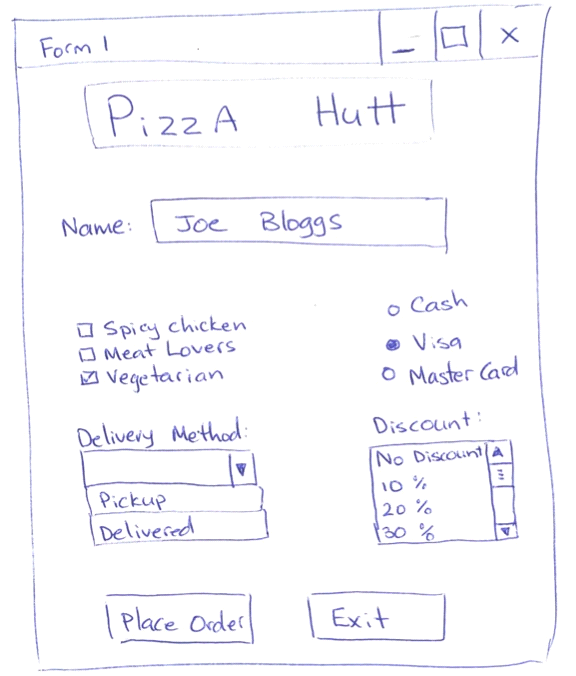 Form 1
PizzA Hutt
Name: Joe Bloggs
Spicy chicken
Meat Lovers
Vegetarian
Cash
Visa
Master Card
Delivery Method:
Pickup
Delivered
Discount:
No Discount
10 %
20 %
30 %
Place Order
Exit